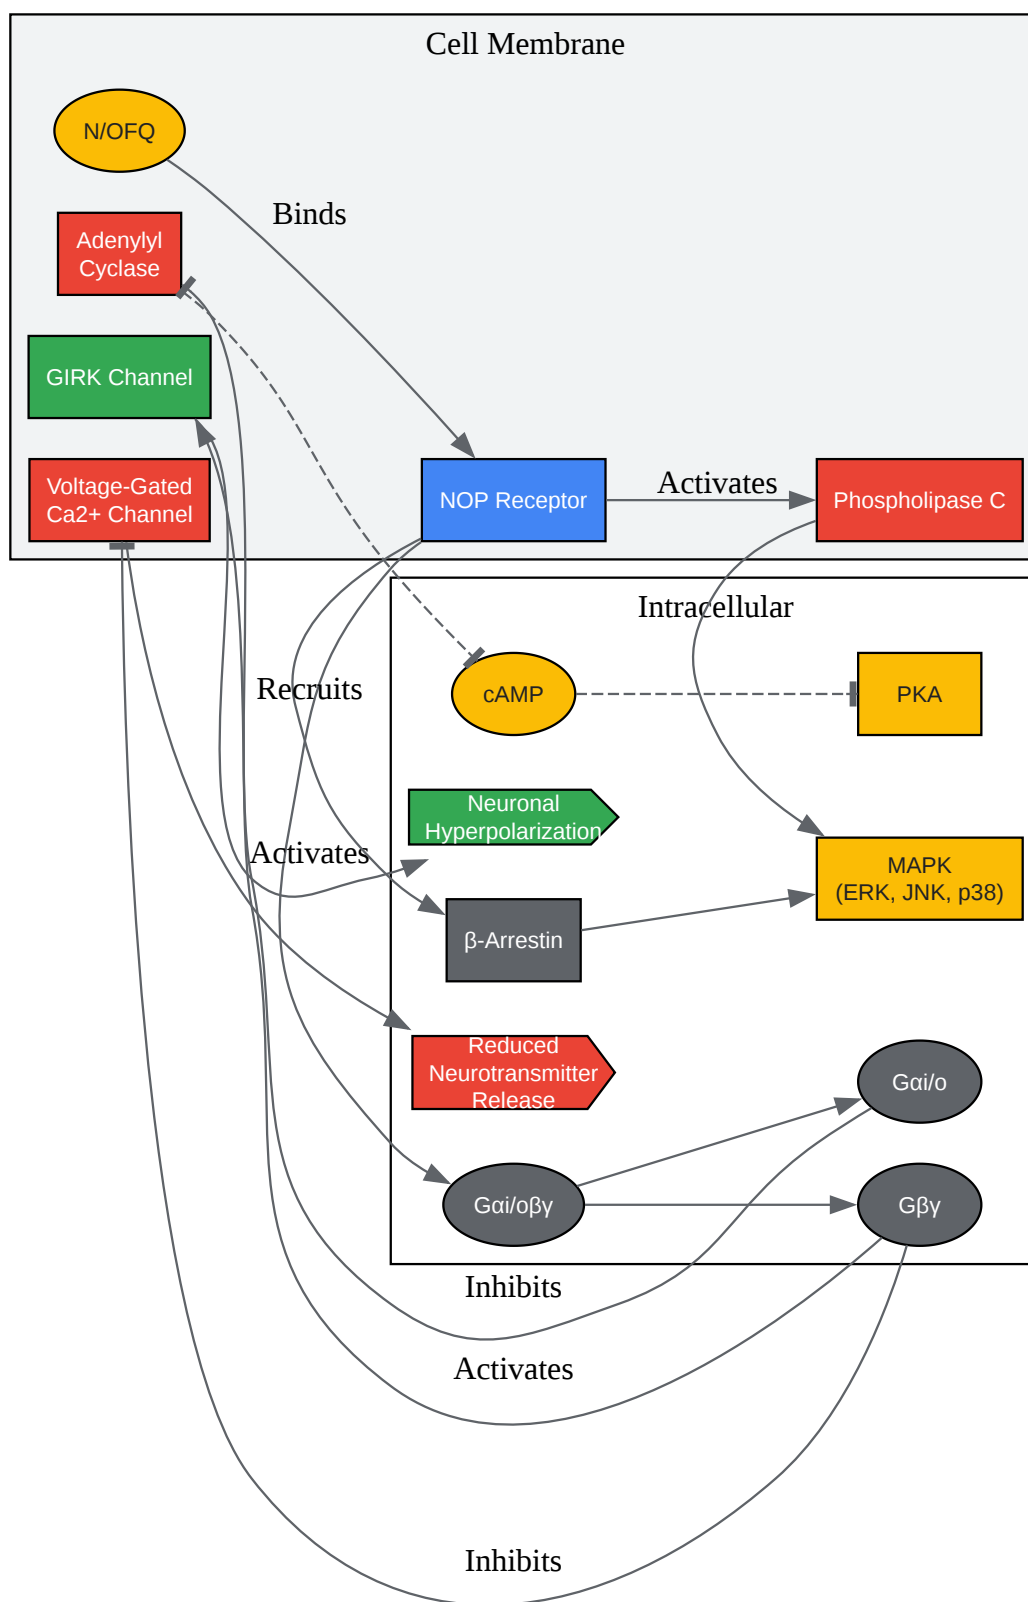 Cell Membrane
N/OFQ
Binds
Adenylyl
Cyclase
GIRK Channel
Voltage-Gated
Ca2+ Channel
NOP Receptor
Activates
Phospholipase C
Intracellular
Recruits
cAMP
PKA
Neuronal
Hyperpolarization
Activates
MAPK
(ERK, JNK, p38)
β-Arrestin
Reduced
Neurotransmitter
Release
Gαi/o
Gαi/oβγ
Gβγ
Inhibits
Activates
Inhibits